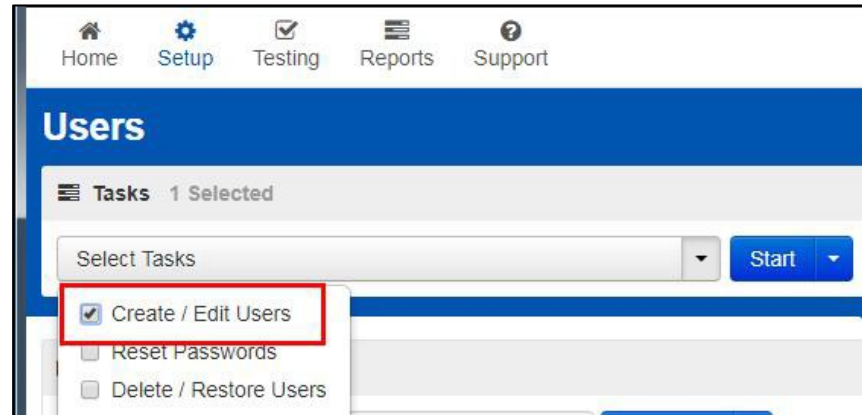 Home Setup Testing Reports Support
Users
Tasks 1 Selected
Select Tasks Start
Create / Edit Users
Reset Passwords
Delete / Restore Users